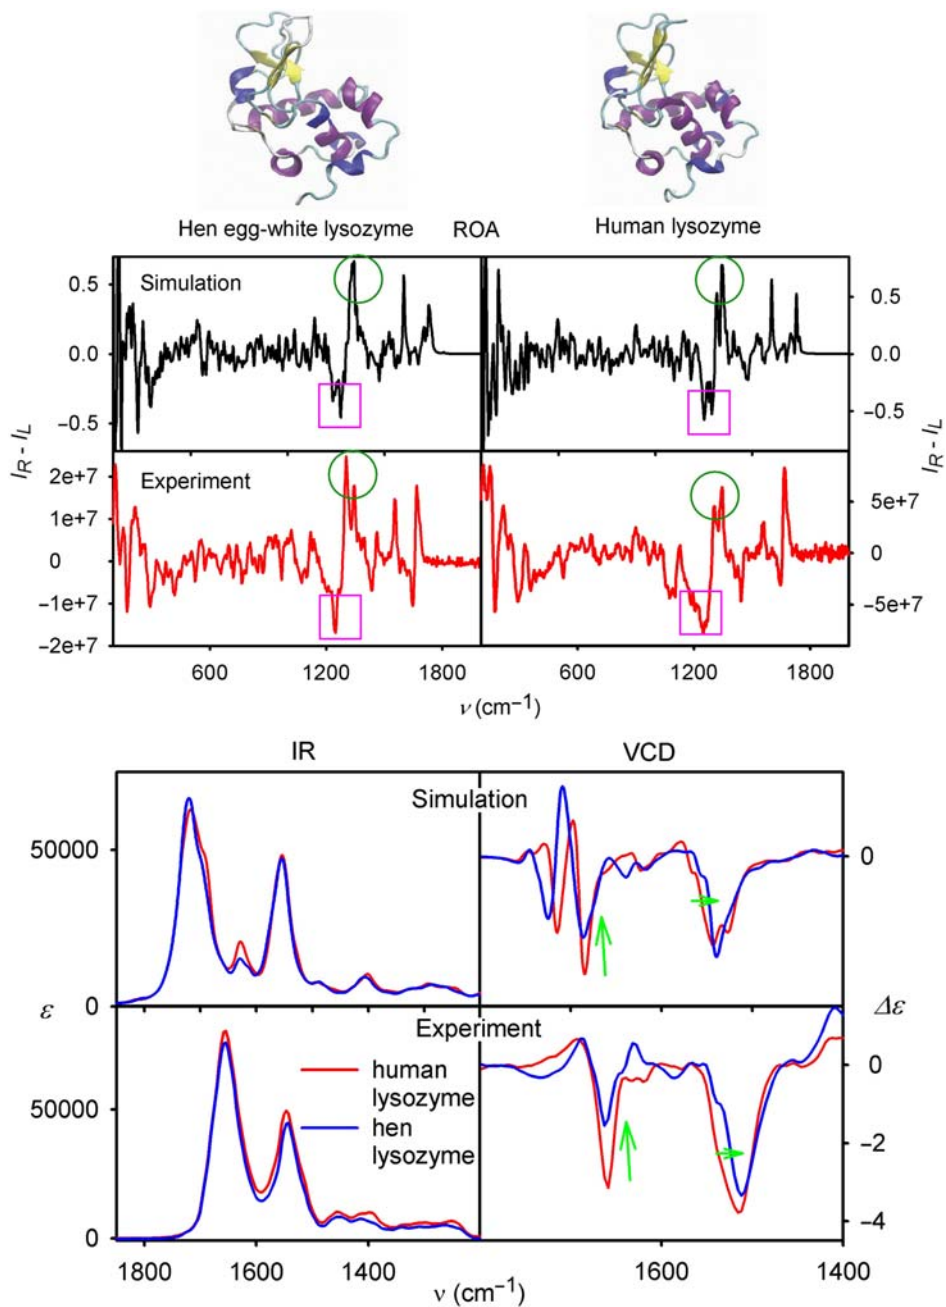 Hen egg-white lysozyme
ROA
Human lysozyme
Simulation
0.5
0.0
−0.5
0.5
0.0
−0.5
I_R - I_L
I_R - I_L
Experiment
2e+7
1e+7
0
−1e+7
−2e+7
5e+7
0
−5e+7
600
1200
1800
600
1200
1800
ν (cm⁻¹)
IR
VCD
Simulation
50000
0
0
ε
Δε
Experiment
human
lysozyme
hen
lysozyme
50000
0
0
−2
−4
1800
1600
1400
1600
1400
ν (cm⁻¹)